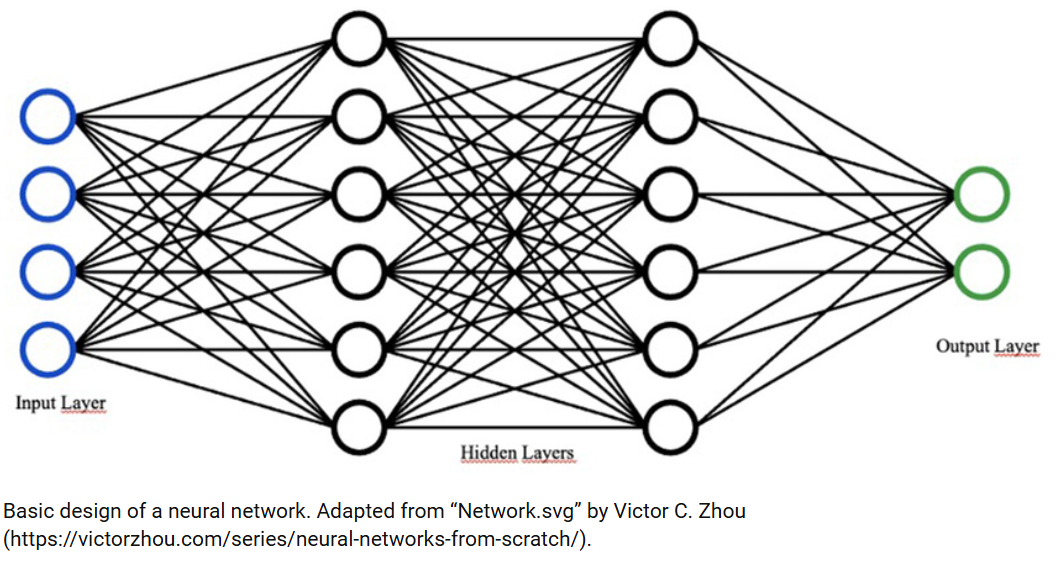 Input Layer
Hidden Layers
Output Layer
Basic design of a neural network. Adapted from “Network.svg” by Victor C. Zhou
(https://victorzhou.com/series/neural-networks-from-scratch/).